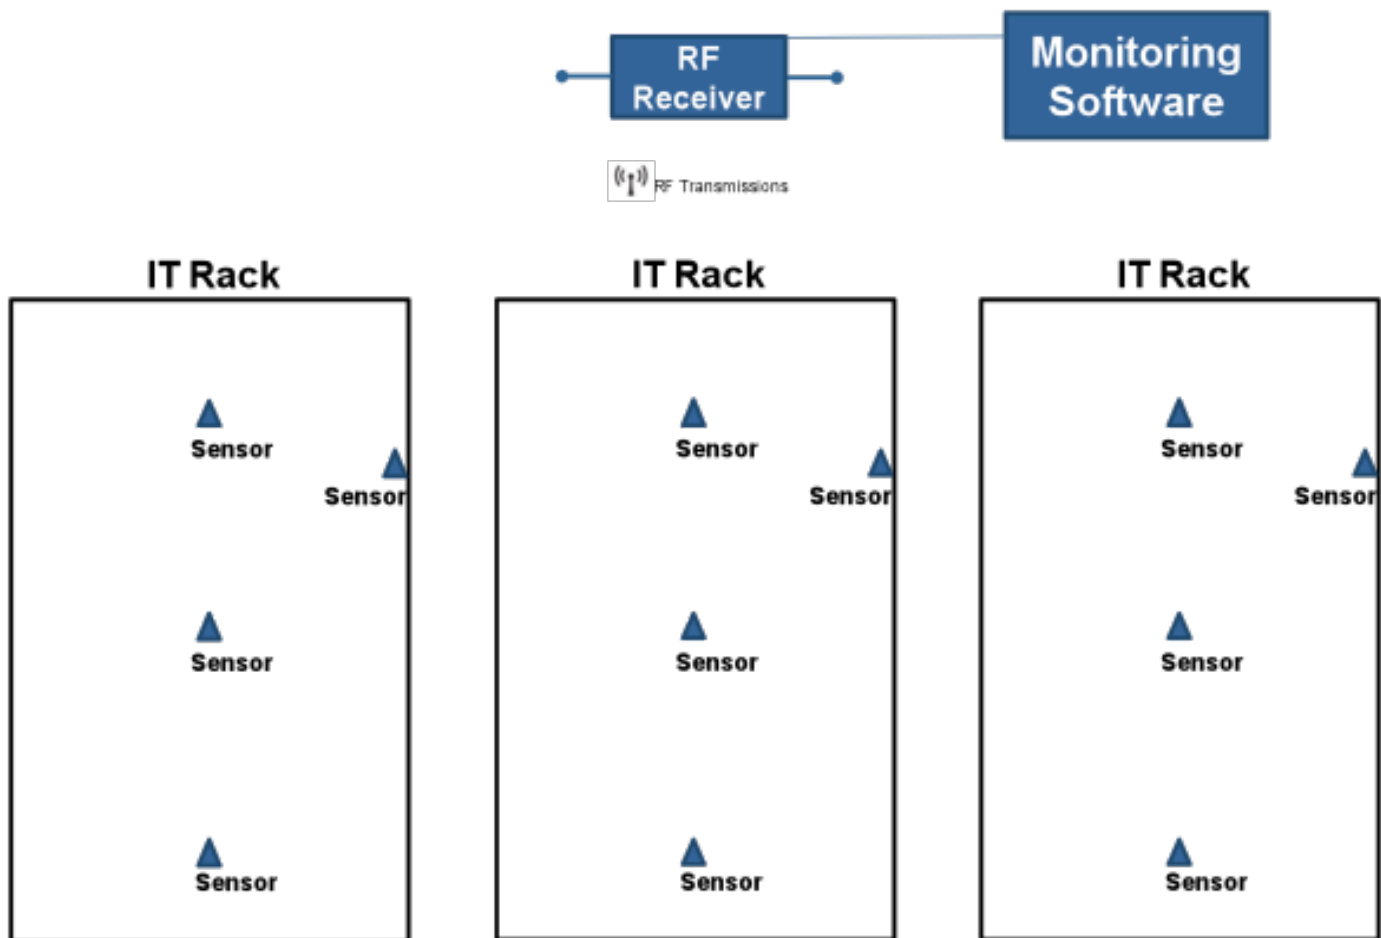 RF
Receiver
Monitoring
Software
RF Transmissions
IT Rack
IT Rack
IT Rack
Sensor
Sensor
Sensor
Sensor
Sensor
Sensor
Sensor
Sensor
Sensor
Sensor
Sensor
Sensor